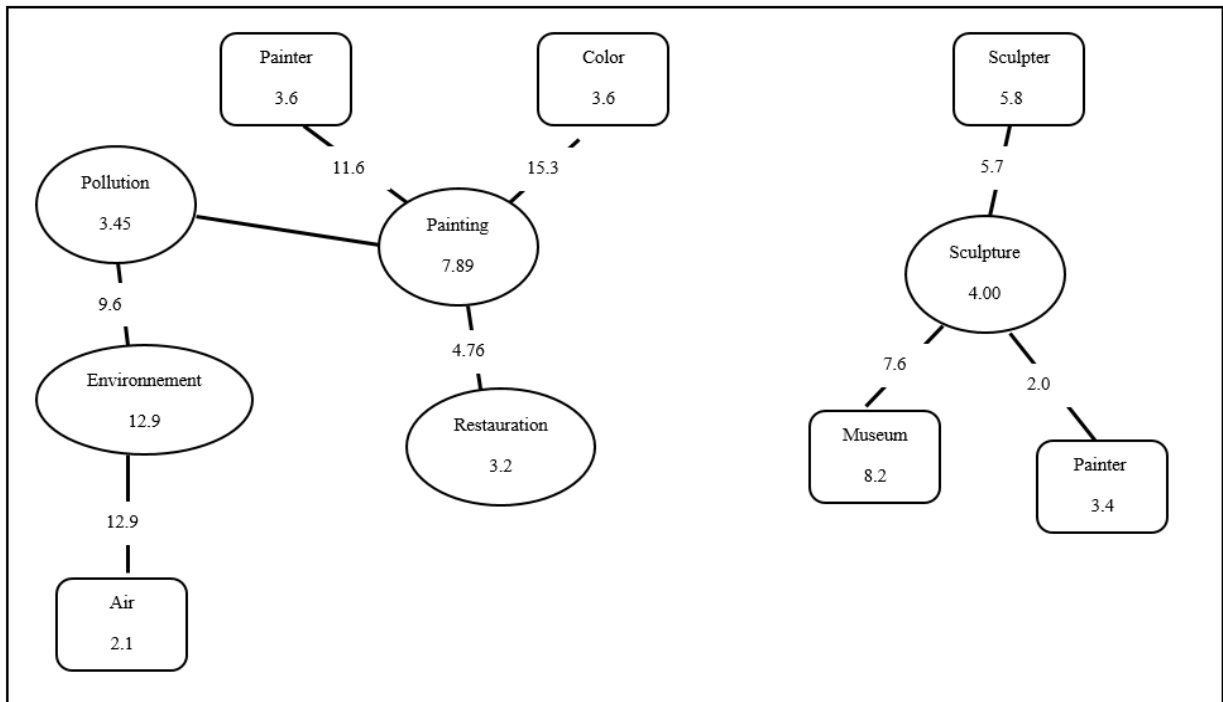 Painter
3.6
Color
3.6
Sculpter
5.8
11.6
15.3
5.7
Pollution
3.45
Painting
7.89
Sculpture
4.00
9.6
4.76
7.6
2.0
Environnement
12.9
Restauration
3.2
Museum
8.2
Painter
3.4
12.9
Air
2.1